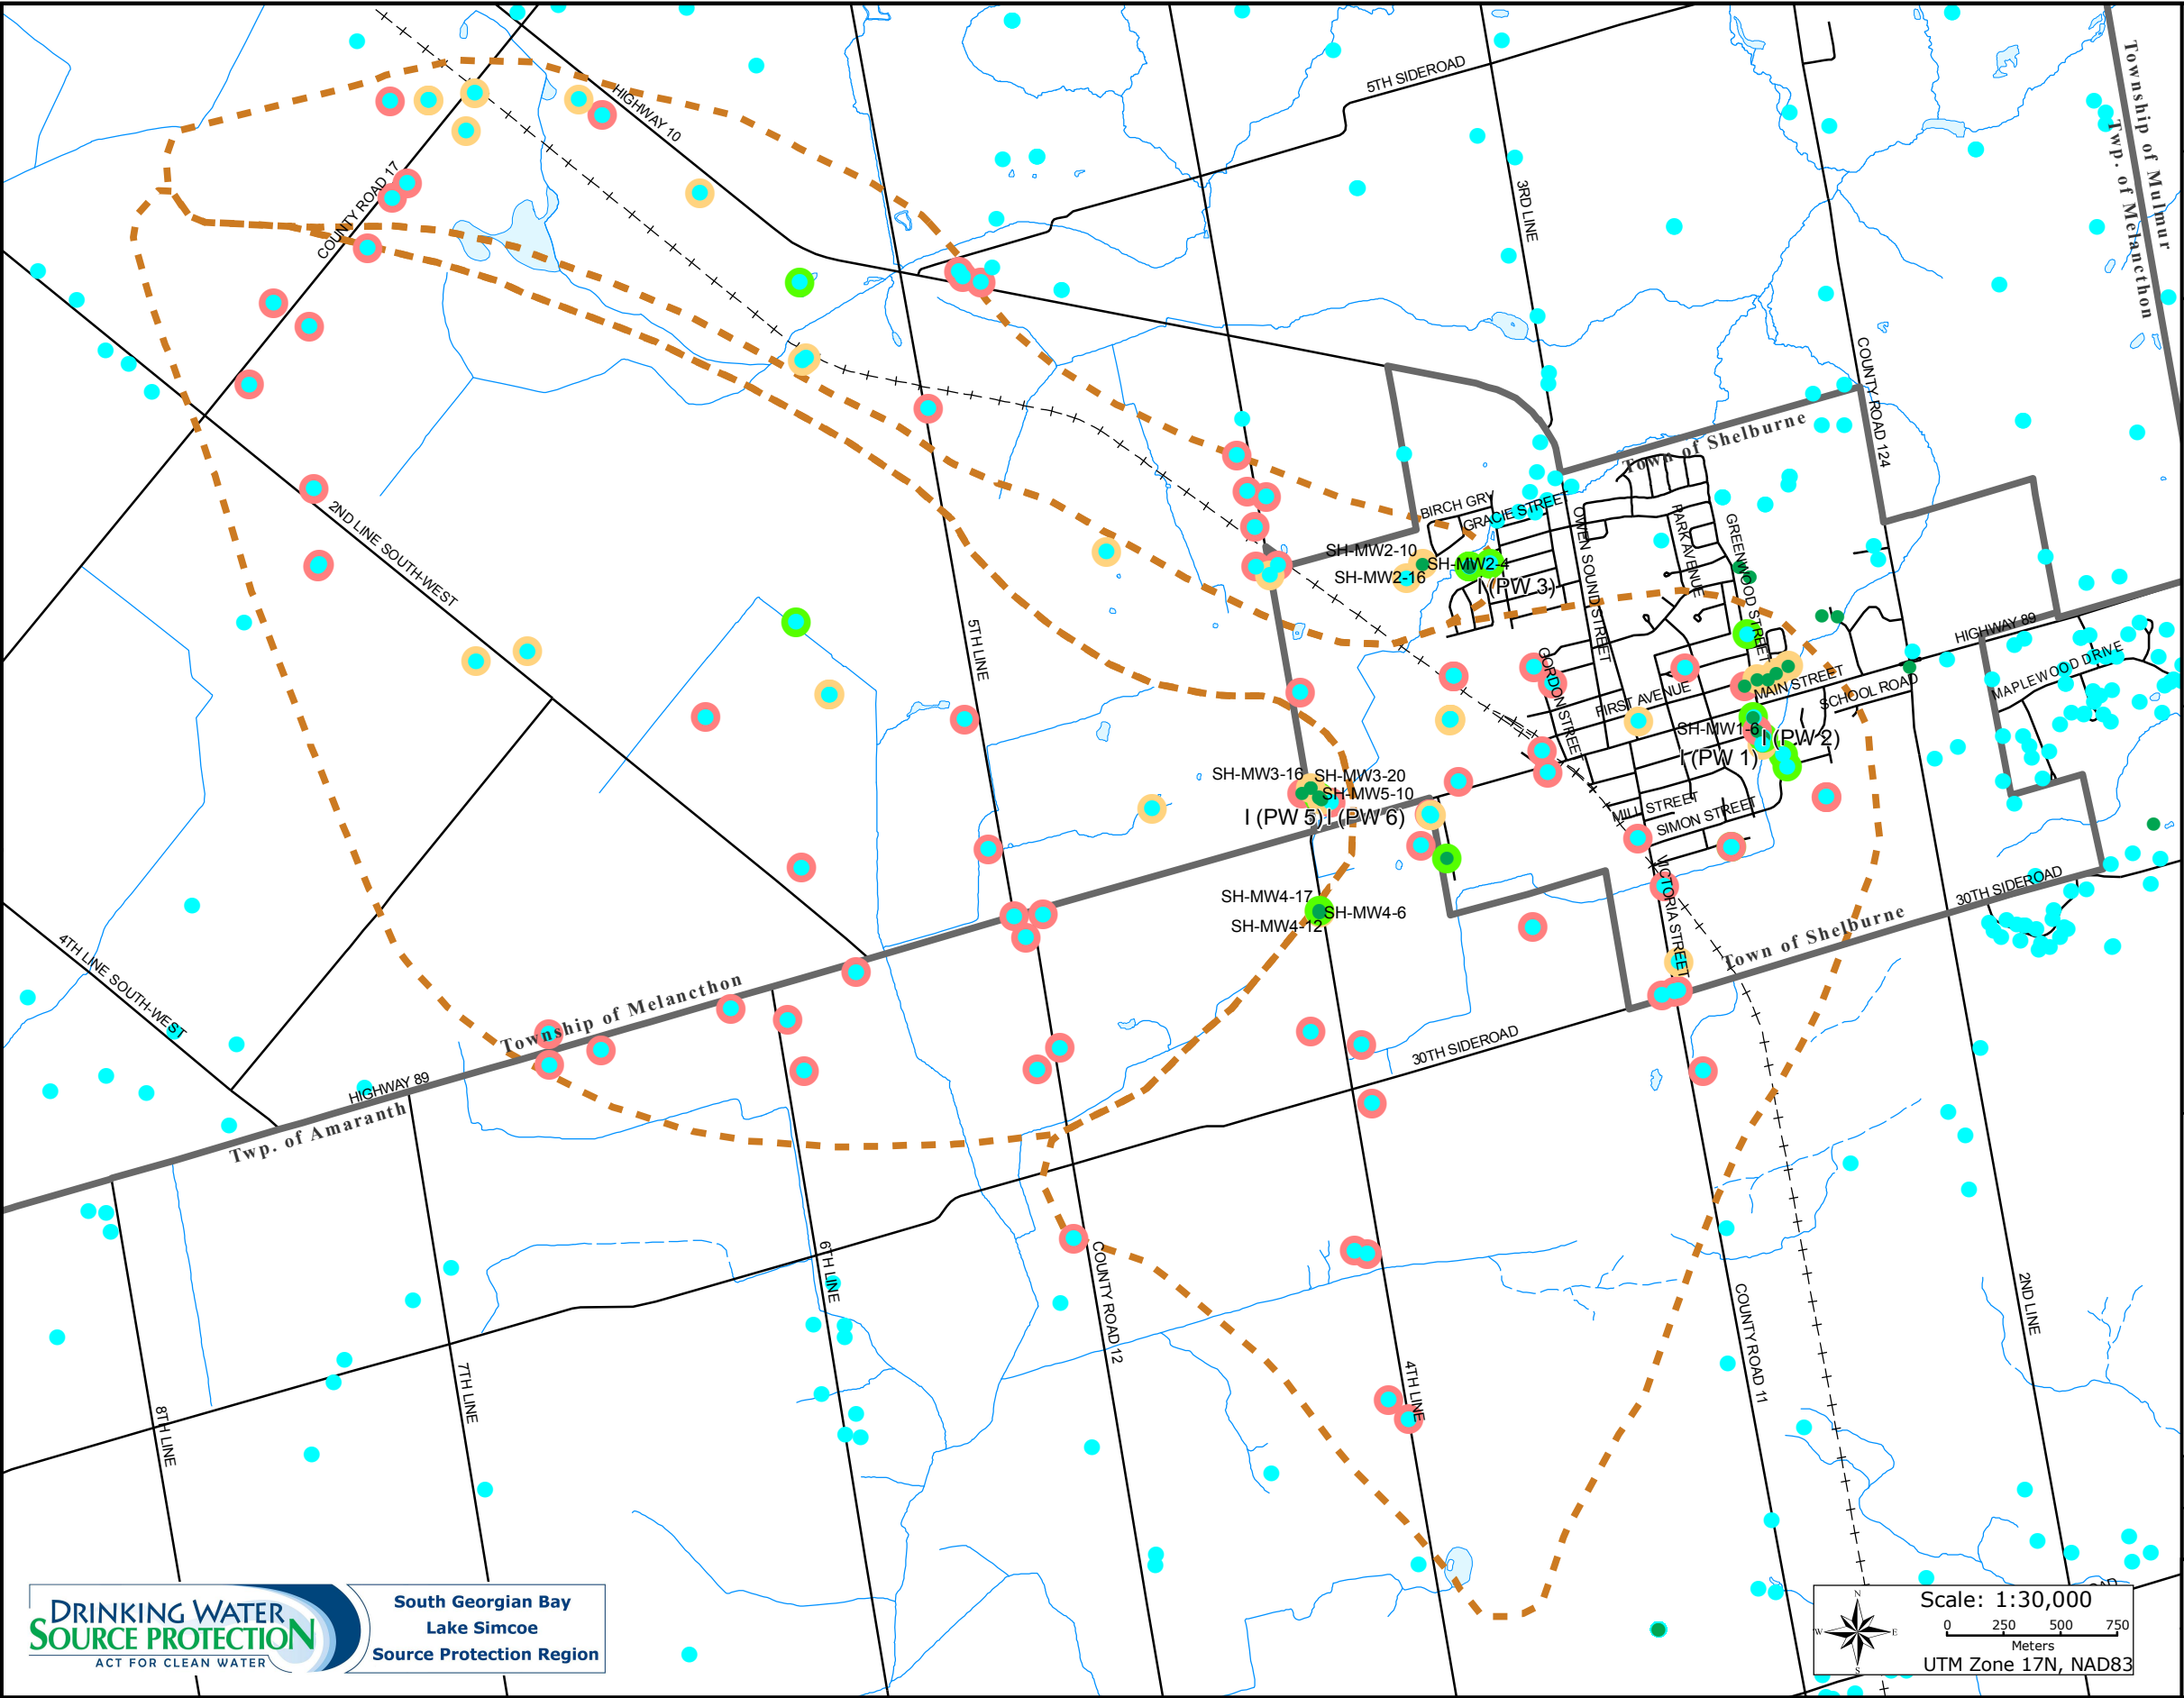 5TH SIDEROAD
HIGHWAY 10
Township of Mulmur
Twp. of Melancthon
COUNTY ROAD 17
3RD LINE
COUNTY ROAD 124
Town of Shelburne
BIRCH GRV
GRACIE STREET
OWEN SOUND STREET
PARK AVENUE
GREENWOOD STREET
2ND LINE SOUTH-WEST
SH-MW2-10
SH-MW2-4
SH-MW2-16
I (PW 3)
5TH LINE
HIGHWAY 89
MAPLEWOOD DRIVE
GORDON STREET
FIRST AVENUE
MAIN STREET
SCHOOL ROAD
SH-MW1-6
I (PW 2)
I (PW 1)
SH-MW3-16
SH-MW3-20
SH-MW5-10
I (PW 5)
I (PW 6)
MILL STREET
SIMON STREET
VICTORIA STREET
30TH SIDEROAD
SH-MW4-17
SH-MW4-6
SH-MW4-12
Town of Shelburne
4TH LINE SOUTH-WEST
Township of Melancthon
30TH SIDEROAD
HIGHWAY 89
Twp. of Amaranth
6TH LINE
COUNTY ROAD 12
COUNTY ROAD 11
2ND LINE
7TH LINE
4TH LINE
8TH LINE
DRINKING WATER
SOURCE PROTECTION
ACT FOR CLEAN WATER
South Georgian Bay
Lake Simcoe
Source Protection Region
N
W
E
S
Scale: 1:30,000
0 250 500 750
Meters
UTM Zone 17N, NAD83